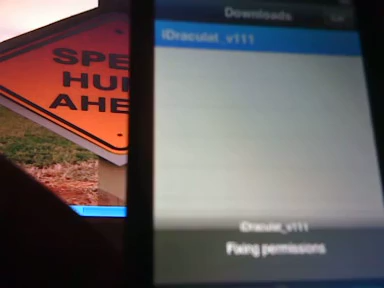 SPE
HU
AHE
Downloads
iDraculat_v111
iDraculat_v111
Fixing permissions